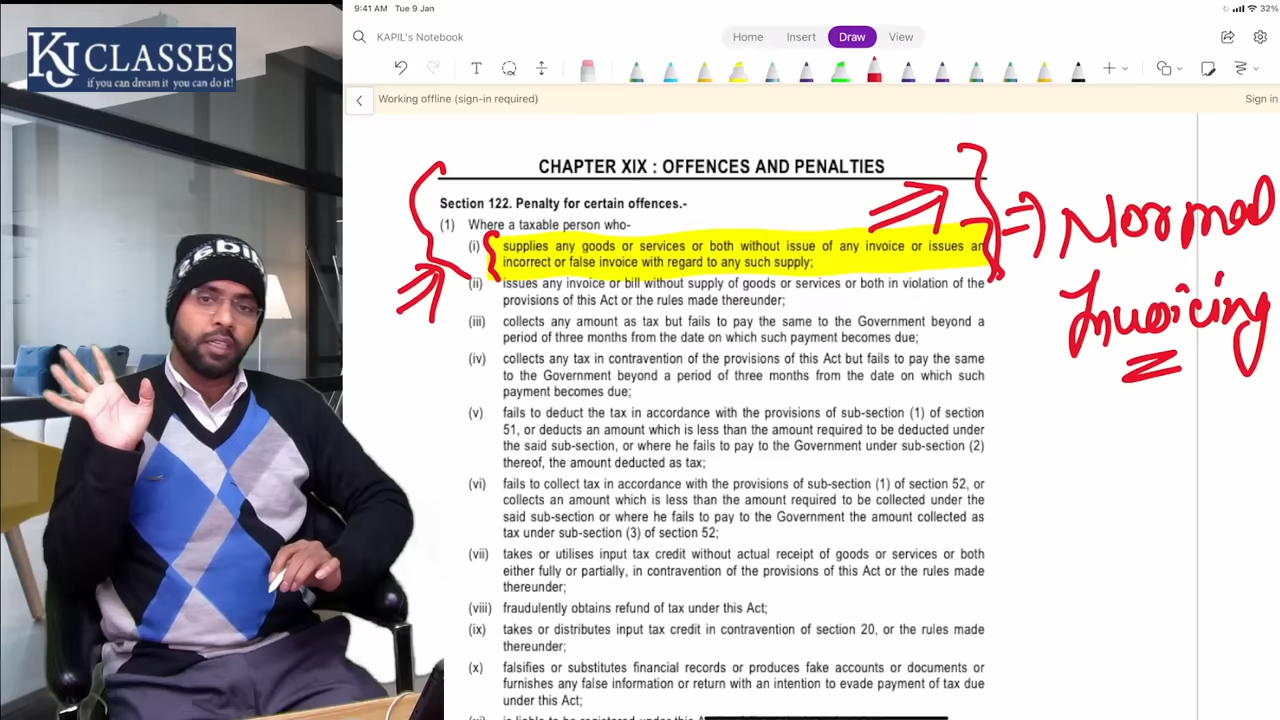 KJ CLASSES
if you can dream it you can do it!
9:41 AM Tue 9 Jan
32%
KAPIL's Notebook
Home Insert Draw View
Working offline (sign-in required)
Sign in
CHAPTER XIX : OFFENCES AND PENALTIES
Section 122. Penalty for certain offences.-
(1) Where a taxable person who-
(i) supplies any goods or services or both without issue of any invoice or issues an
incorrect or false invoice with regard to any such supply;
(ii) issues any invoice or bill without supply of goods or services or both in violation of the
provisions of this Act or the rules made thereunder;
(iii) collects any amount as tax but fails to pay the same to the Government beyond a
period of three months from the date on which such payment becomes due;
(iv) collects any tax in contravention of the provisions of this Act but fails to pay the same
to the Government beyond a period of three months from the date on which such
payment becomes due;
(v) fails to deduct the tax in accordance with the provisions of sub-section (1) of section
51, or deducts an amount which is less than the amount required to be deducted under
the said sub-section, or where he fails to pay to the Government under sub-section (2)
thereof, the amount deducted as tax;
(vi) fails to collect tax in accordance with the provisions of sub-section (1) of section 52, or
collects an amount which is less than the amount required to be collected under the
said sub-section or where he fails to pay to the Government the amount collected as
tax under sub-section (3) of section 52;
(vii) takes or utilises input tax credit without actual receipt of goods or services or both
either fully or partially, in contravention of the provisions of this Act or the rules made
thereunder;
(viii) fraudulently obtains refund of tax under this Act;
(ix) takes or distributes input tax credit in contravention of section 20, or the rules made
thereunder;
(x) falsifies or substitutes financial records or produces fake accounts or documents or
furnishes any false information or return with an intention to evade payment of tax due
under this Act;
is liable to be registered under this
Normal
Invoicing